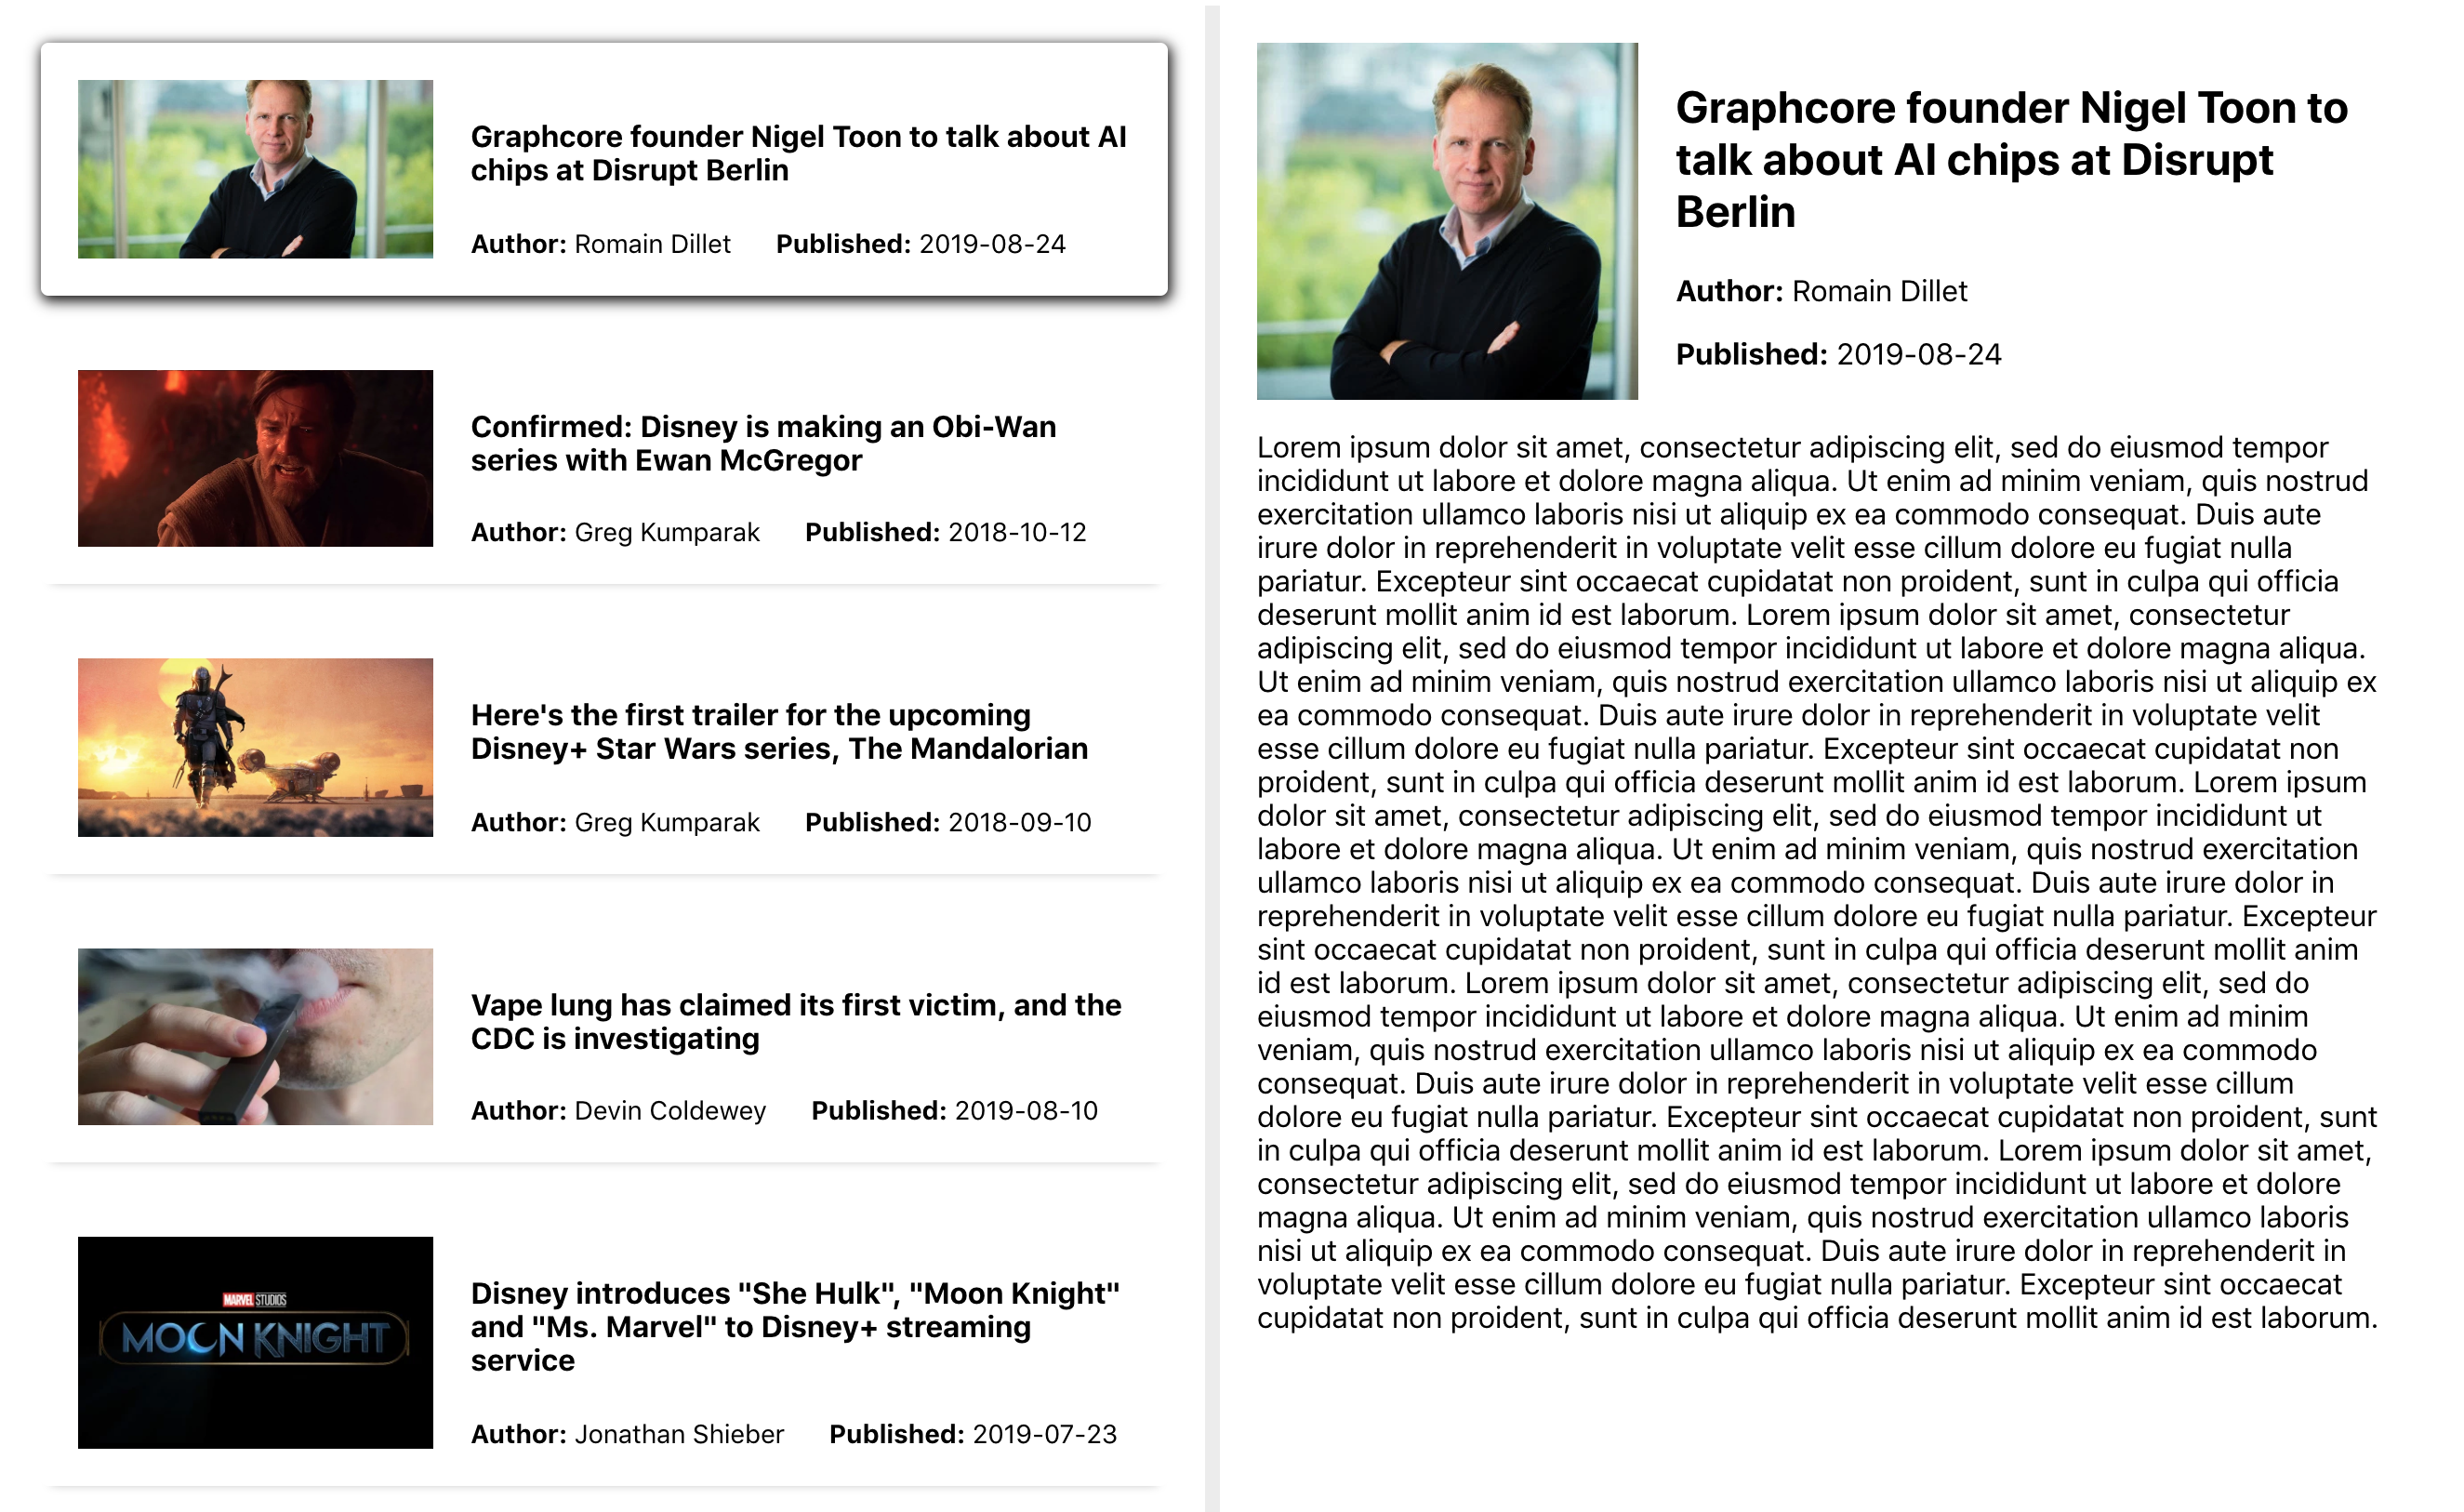 Graphcore founder Nigel Toon to talk about AI
chips at Disrupt Berlin
Author: Romain Dillet Published: 2019-08-24
Confirmed: Disney is making an Obi-Wan
series with Ewan McGregor
Author: Greg Kumparak Published: 2018-10-12
Here's the first trailer for the upcoming
Disney+ Star Wars series, The Mandalorian
Author: Greg Kumparak Published: 2018-09-10
Vape lung has claimed its first victim, and the
CDC is investigating
Author: Devin Coldewey Published: 2019-08-10
MARVEL STUDIOS
MOON KNIGHT
Disney introduces "She Hulk", "Moon Knight"
and "Ms. Marvel" to Disney+ streaming
service
Author: Jonathan Shieber Published: 2019-07-23
Graphcore founder Nigel Toon to
talk about AI chips at Disrupt
Berlin
Author: Romain Dillet
Published: 2019-08-24
Lorem ipsum dolor sit amet, consectetur adipiscing elit, sed do eiusmod tempor
incididunt ut labore et dolore magna aliqua. Ut enim ad minim veniam, quis nostrud
exercitation ullamco laboris nisi ut aliquip ex ea commodo consequat. Duis aute
irure dolor in reprehenderit in voluptate velit esse cillum dolore eu fugiat nulla
pariatur. Excepteur sint occaecat cupidatat non proident, sunt in culpa qui officia
deserunt mollit anim id est laborum. Lorem ipsum dolor sit amet, consectetur
adipiscing elit, sed do eiusmod tempor incididunt ut labore et dolore magna aliqua.
Ut enim ad minim veniam, quis nostrud exercitation ullamco laboris nisi ut aliquip ex
ea commodo consequat. Duis aute irure dolor in reprehenderit in voluptate velit
esse cillum dolore eu fugiat nulla pariatur. Excepteur sint occaecat cupidatat non
proident, sunt in culpa qui officia deserunt mollit anim id est laborum. Lorem ipsum
dolor sit amet, consectetur adipiscing elit, sed do eiusmod tempor incididunt ut
labore et dolore magna aliqua. Ut enim ad minim veniam, quis nostrud exercitation
ullamco laboris nisi ut aliquip ex ea commodo consequat. Duis aute irure dolor in
reprehenderit in voluptate velit esse cillum dolore eu fugiat nulla pariatur. Excepteur
sint occaecat cupidatat non proident, sunt in culpa qui officia deserunt mollit anim
id est laborum. Lorem ipsum dolor sit amet, consectetur adipiscing elit, sed do
eiusmod tempor incididunt ut labore et dolore magna aliqua. Ut enim ad minim
veniam, quis nostrud exercitation ullamco laboris nisi ut aliquip ex ea commodo
consequat. Duis aute irure dolor in reprehenderit in voluptate velit esse cillum
dolore eu fugiat nulla pariatur. Excepteur sint occaecat cupidatat non proident, sunt
in culpa qui officia deserunt mollit anim id est laborum. Lorem ipsum dolor sit amet,
consectetur adipiscing elit, sed do eiusmod tempor incididunt ut labore et dolore
magna aliqua. Ut enim ad minim veniam, quis nostrud exercitation ullamco laboris
nisi ut aliquip ex ea commodo consequat. Duis aute irure dolor in reprehenderit in
voluptate velit esse cillum dolore eu fugiat nulla pariatur. Excepteur sint occaecat
cupidatat non proident, sunt in culpa qui officia deserunt mollit anim id est laborum.